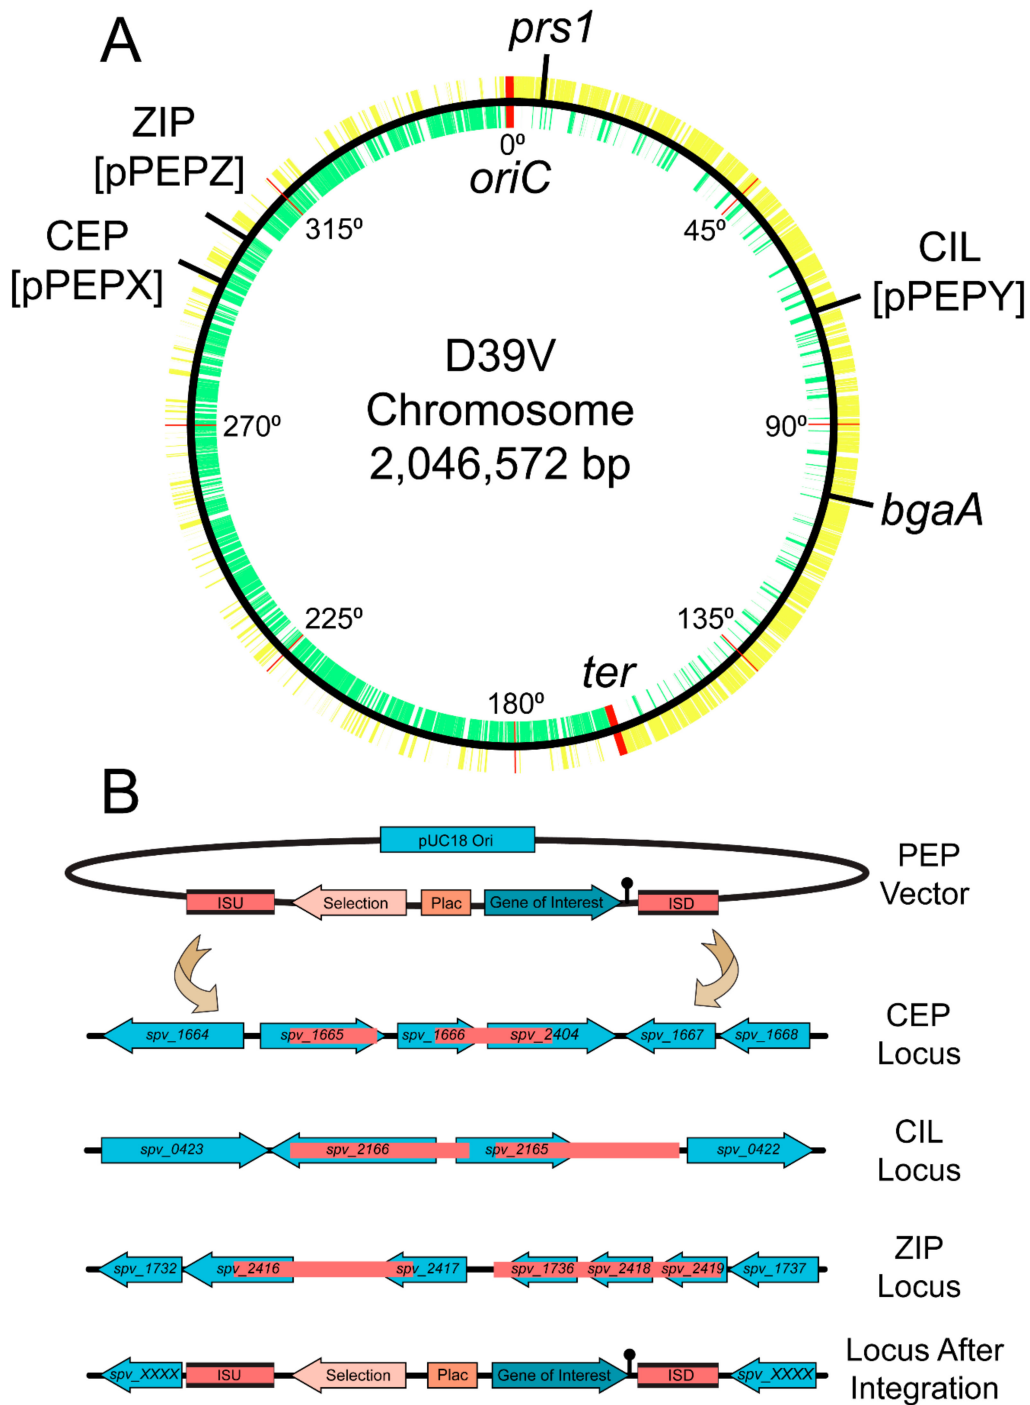 A
prs1
ZIP
[pPEPZ]
0º
oriC
315º
45º
CEP
[pPEPX]
CIL
[pPEPY]
D39V
Chromosome
2,046,572 bp
270º
90º
bgaA
225º
135º
ter
180º
B
pUC18 Ori
PEP
Vector
ISU Selection Plac Gene of Interest ISD
CEP
Locus
spv_1664 spv_1665 spv_1666 spv_2404 spv_1667 spv_1668
CIL
Locus
spv_0423 spv_2166 spv_2165 spv_0422
ZIP
Locus
spv_1732 spv_2416 spv_2417 spv_1736 spv_2418 spv_2419 spv_1737
Locus After
Integration
spv_XXXX ISU Selection Plac Gene of Interest ISD spv_XXXX